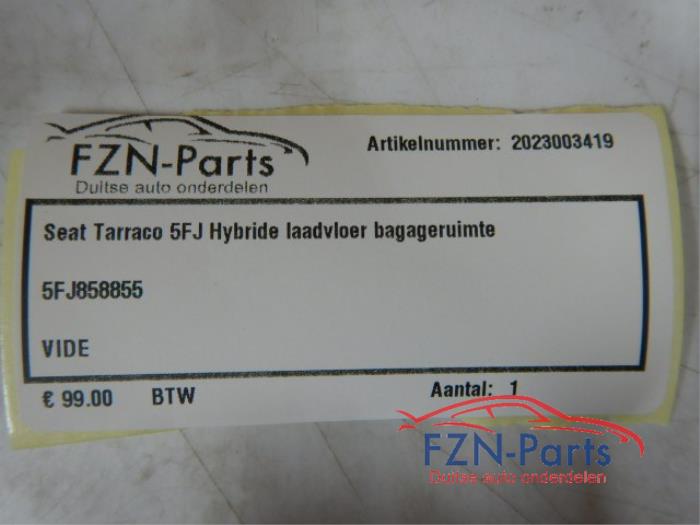 FZN-Parts
Duitse auto onderdelen
Artikelnummer: 2023003419
Seat Tarraco 5FJ Hybride laadvloer bagageruimte
5FJ858855
VIDE
€ 99.00 BTW Aantal: 1
FZN-Parts
Duitse auto onderdelen